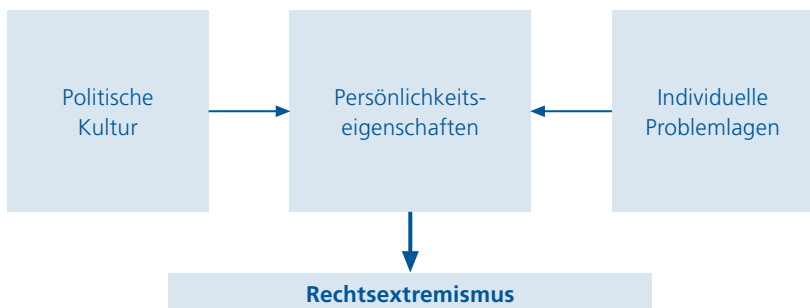 Politische
Kultur
Persönlichkeits-
eigenschaften
Individuelle
Problemlagen
Rechtsextremismus